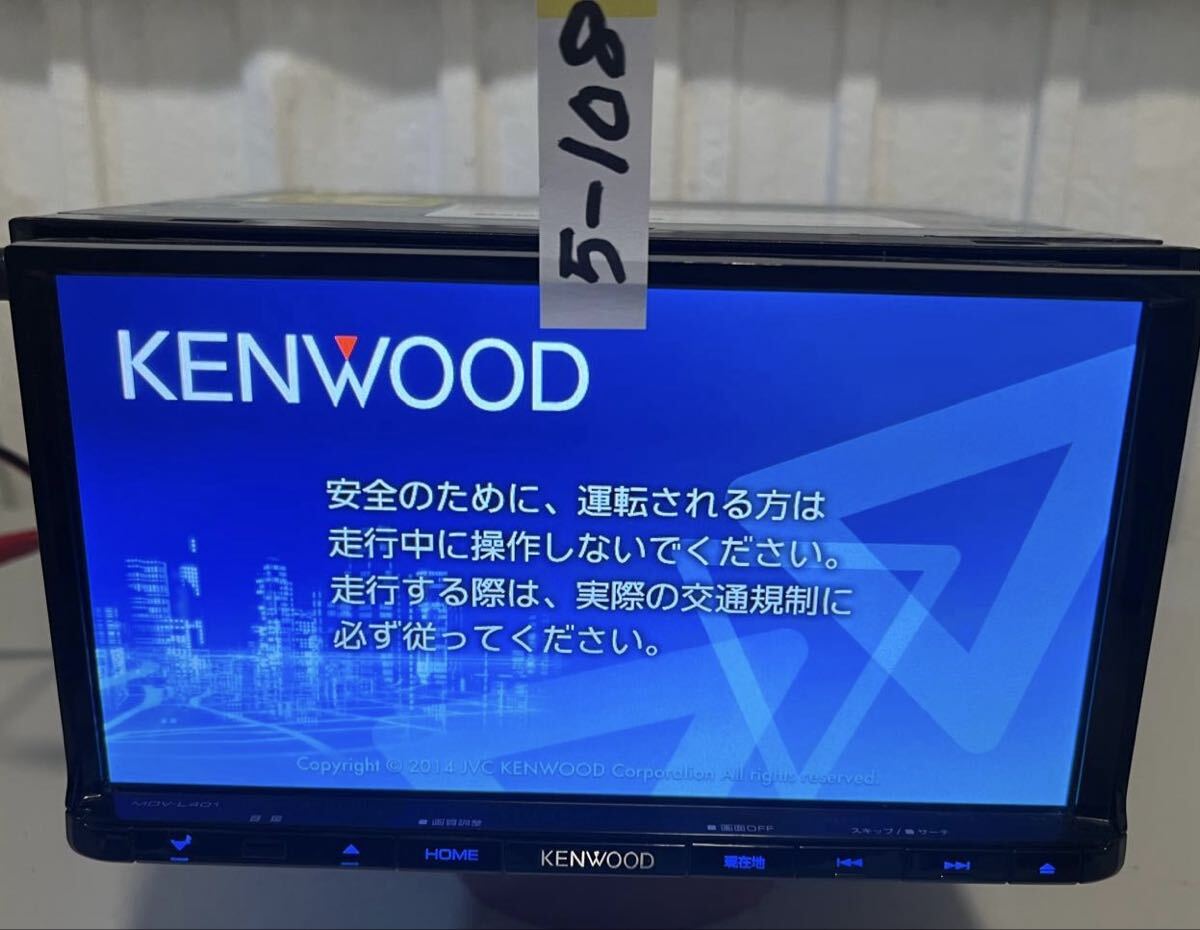 5-108
KENWOOD
安全のために、運転される方は
走行中に操作しないでください。
走行する際は、実際の交通規制に
必ず従ってください。
Copyright © 2014 JVC KENWOOD Corporation All rights reserved.
MDV-L401
■画質調整 ■画面OFF スキップ/■サーチ
HOME KENWOOD 現在地